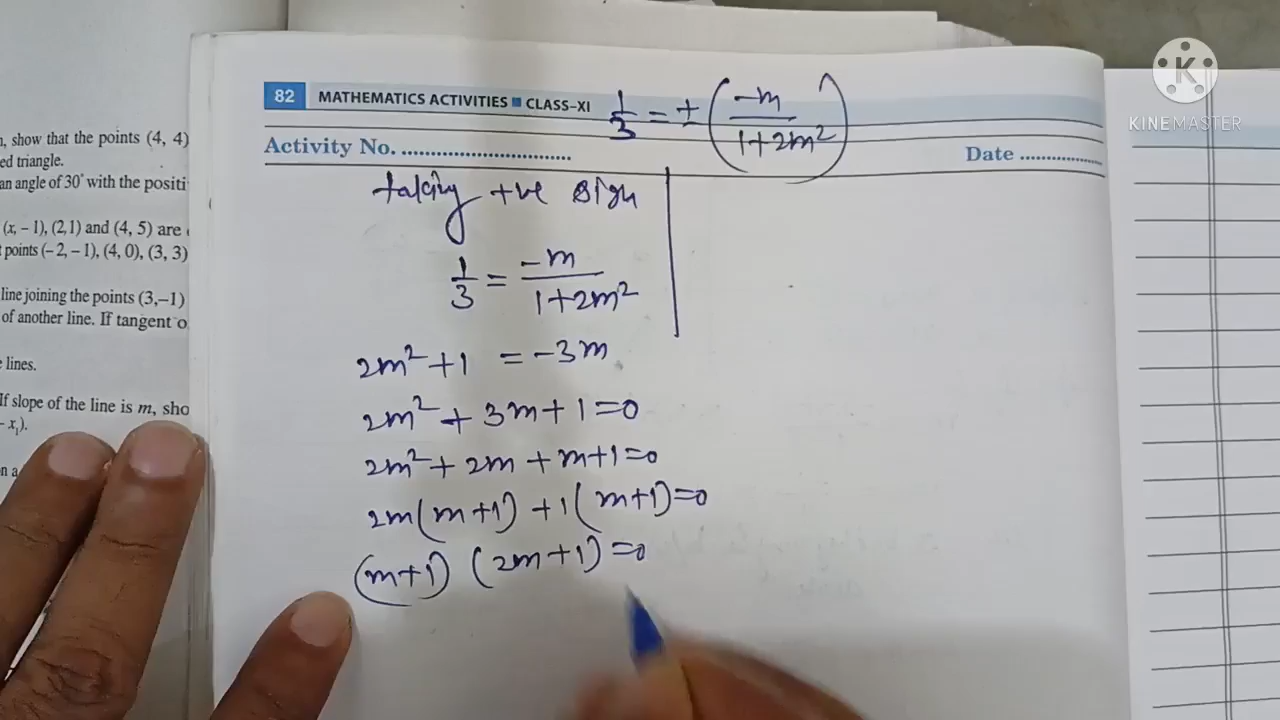 , show that the points (4, 4)
ed triangle.
an angle of 30° with the positi
(x, – 1), (2,1) and (4, 5) are
points (– 2, – 1), (4, 0), (3, 3)
line joining the points (3,–1)
of another line. If tangent o
lines.
If slope of the line is m, sho
– x₁).
82 MATHEMATICS ACTIVITIES ■ CLASS-XI
1/3 = ± (-m/(1+2m²))
Activity No. ..............................
Date ...............
taking +ve sign
1/3 = -m/(1+2m²)
2m²+1 = -3m
2m² + 3m+1=0
2m²+2m+m+1=0
2m(m+1)+1(m+1)=0
(m+1) (2m+1)=0
K
KINEMASTER